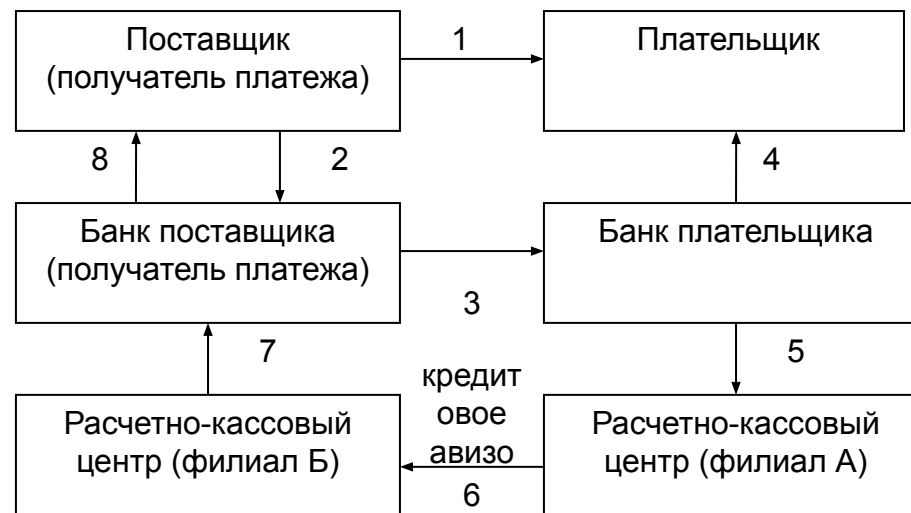 Поставщик
(получатель платежа)
1
Плательщик
8
2
4
Банк поставщика
(получатель платежа)
3
Банк плательщика
7
5
кредит
овое
авизо
6
Расчетно-кассовый
центр (филиал Б)
Расчетно-кассовый
центр (филиал А)